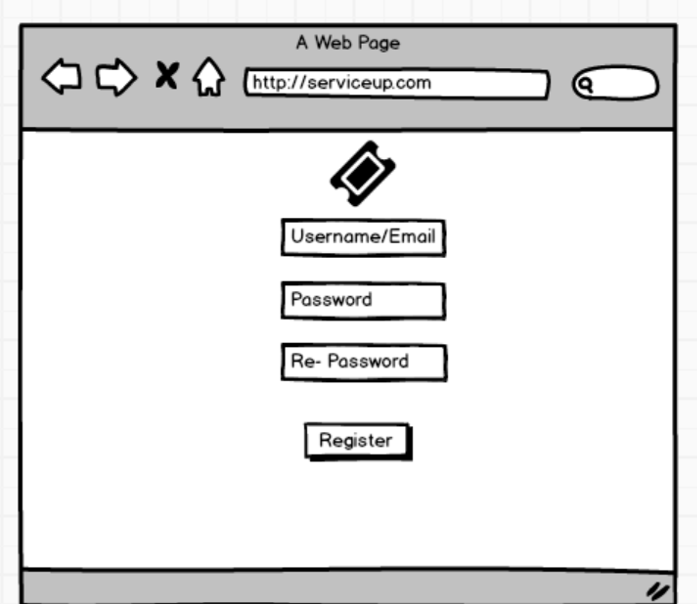 A Web Page
http://serviceup.com
Username/Email
Password
Re- Password
Register